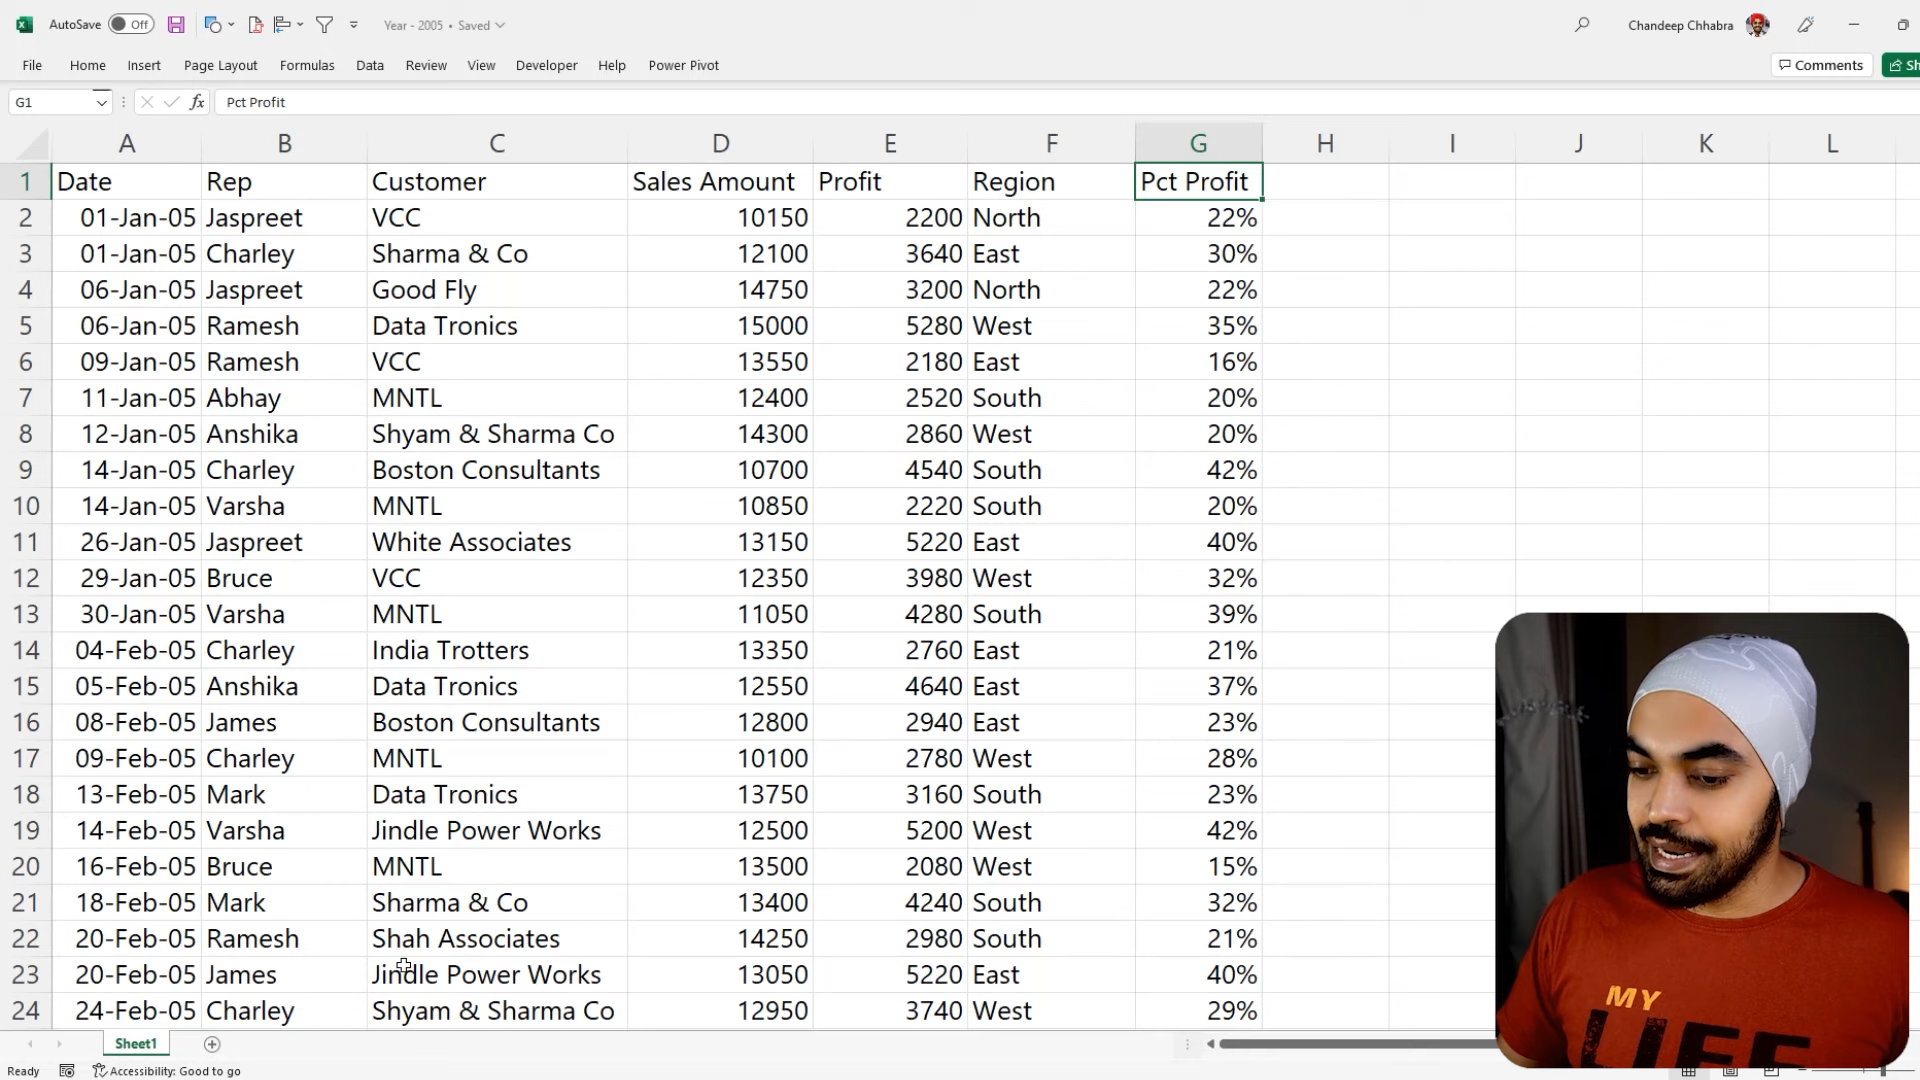 AutoSave Off Year - 2005 • Saved Chandeep Chhabra
File Home Insert Page Layout Formulas Data Review View Developer Help Power Pivot Comments Sh
G1 fx Pct Profit
A B C D E F G H I J K L
1 Date Rep Customer Sales Amount Profit Region Pct Profit
2 01-Jan-05 Jaspreet VCC 10150 2200 North 22%
3 01-Jan-05 Charley Sharma & Co 12100 3640 East 30%
4 06-Jan-05 Jaspreet Good Fly 14750 3200 North 22%
5 06-Jan-05 Ramesh Data Tronics 15000 5280 West 35%
6 09-Jan-05 Ramesh VCC 13550 2180 East 16%
7 11-Jan-05 Abhay MNTL 12400 2520 South 20%
8 12-Jan-05 Anshika Shyam & Sharma Co 14300 2860 West 20%
9 14-Jan-05 Charley Boston Consultants 10700 4540 South 42%
10 14-Jan-05 Varsha MNTL 10850 2220 South 20%
11 26-Jan-05 Jaspreet White Associates 13150 5220 East 40%
12 29-Jan-05 Bruce VCC 12350 3980 West 32%
13 30-Jan-05 Varsha MNTL 11050 4280 South 39%
14 04-Feb-05 Charley India Trotters 13350 2760 East 21%
15 05-Feb-05 Anshika Data Tronics 12550 4640 East 37%
16 08-Feb-05 James Boston Consultants 12800 2940 East 23%
17 09-Feb-05 Charley MNTL 10100 2780 West 28%
18 13-Feb-05 Mark Data Tronics 13750 3160 South 23%
19 14-Feb-05 Varsha Jindle Power Works 12500 5200 West 42%
20 16-Feb-05 Bruce MNTL 13500 2080 West 15%
21 18-Feb-05 Mark Sharma & Co 13400 4240 South 32%
22 20-Feb-05 Ramesh Shah Associates 14250 2980 South 21%
23 20-Feb-05 James Jindle Power Works 13050 5220 East 40%
24 24-Feb-05 Charley Shyam & Sharma Co 12950 3740 West 29%
MY
LIFE
Sheet1
Ready Accessibility: Good to go